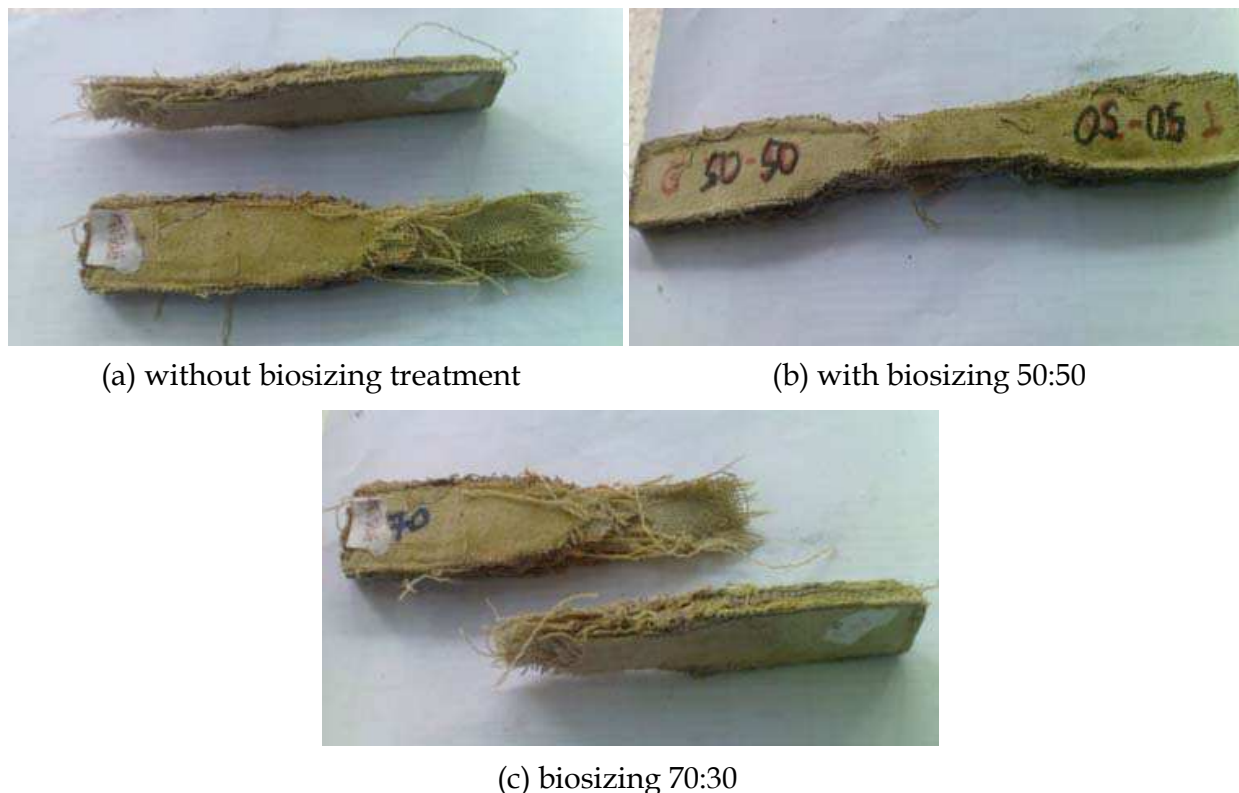 G 50-50
T 50-50
(a) without biosizing treatment
(b) with biosizing 50:50
70
(c) biosizing 70:30